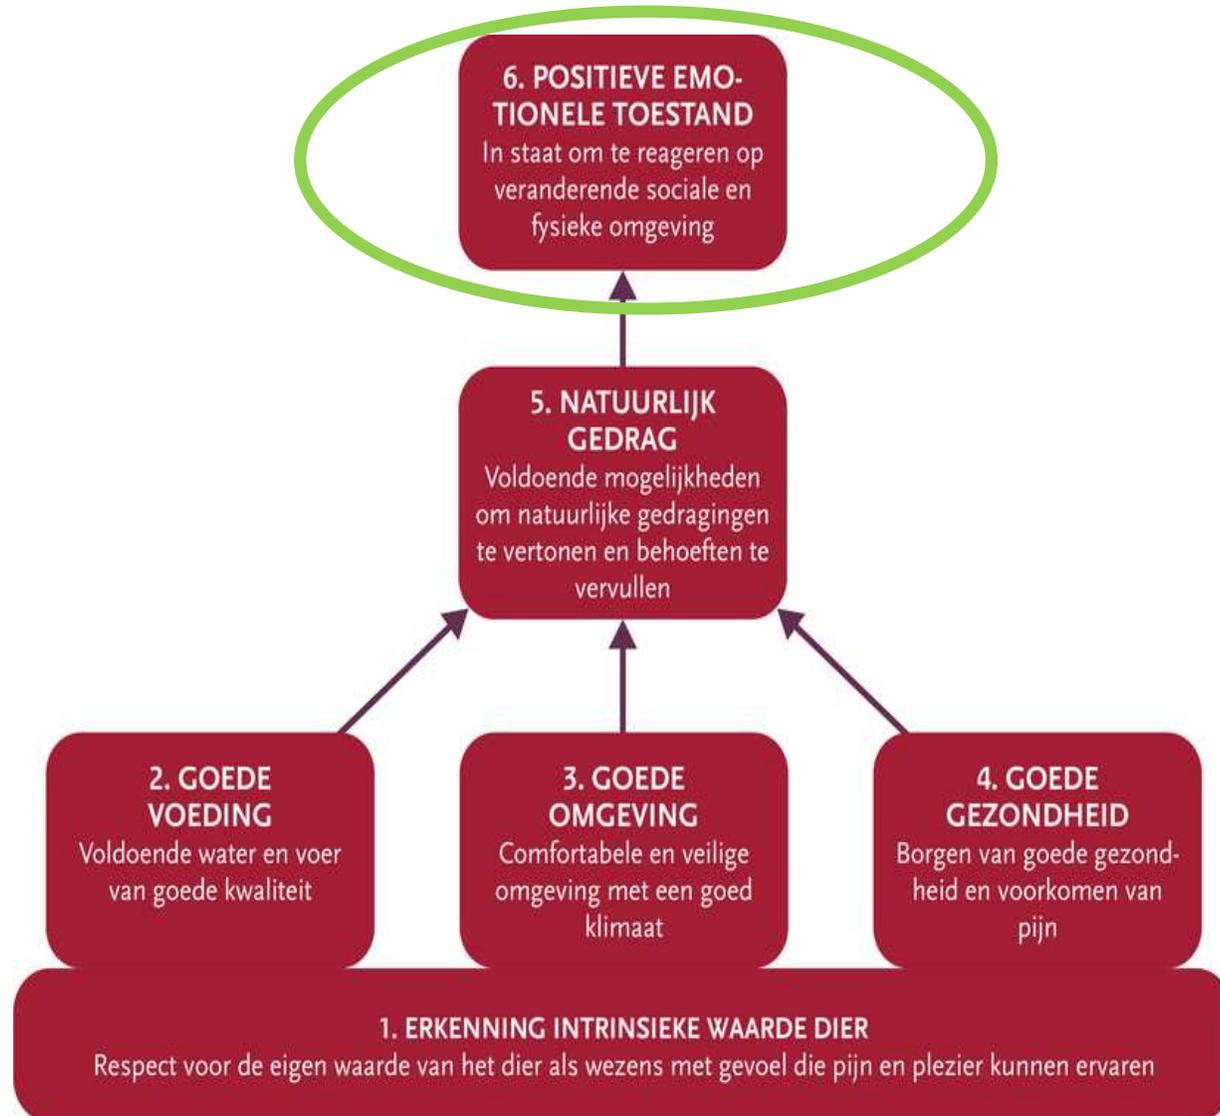 6. POSITIEVE EMO-
TIONELE TOESTAND
In staat om te reageren op
veranderende sociale en
fysieke omgeving
5. NATUURLIJK
GEDRAG
Voldoende mogelijkheden
om natuurlijke gedragingen
te vertonen en behoeften te
vervullen
2. GOEDE
VOEDING
Voldoende water en voer
van goede kwaliteit
3. GOEDE
OMGEVING
Comfortabele en veilige
omgeving met een goed
klimaat
4. GOEDE
GEZONDHEID
Borgen van goede gezond-
heid en voorkomen van
pijn
1. ERKENNING INTRINSIEKE WAARDE DIER
Respect voor de eigen waarde van het dier als wezens met gevoel die pijn en plezier kunnen ervaren